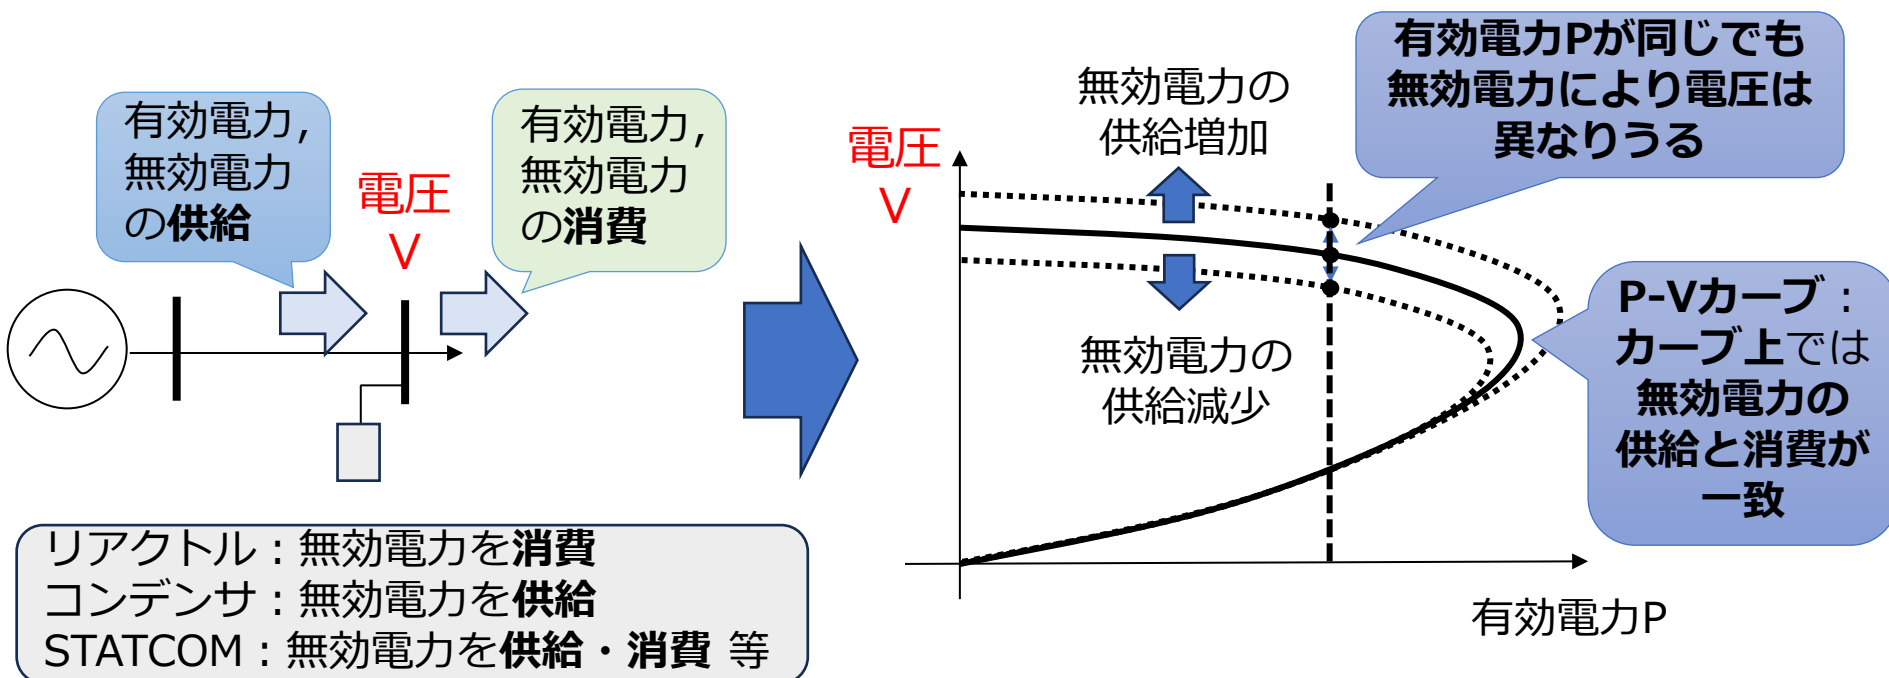 有効電力,
無効電力
の供給
電圧
V
有効電力,
無効電力
の消費
リアクトル：無効電力を消費
コンデンサ：無効電力を供給
STATCOM：無効電力を供給・消費 等
電圧
V
無効電力の
供給増加
無効電力の
供給減少
有効電力Pが同じでも
無効電力により電圧は
異なりうる
P-Vカーブ：
カーブ上では
無効電力の
供給と消費が
一致
有効電力P